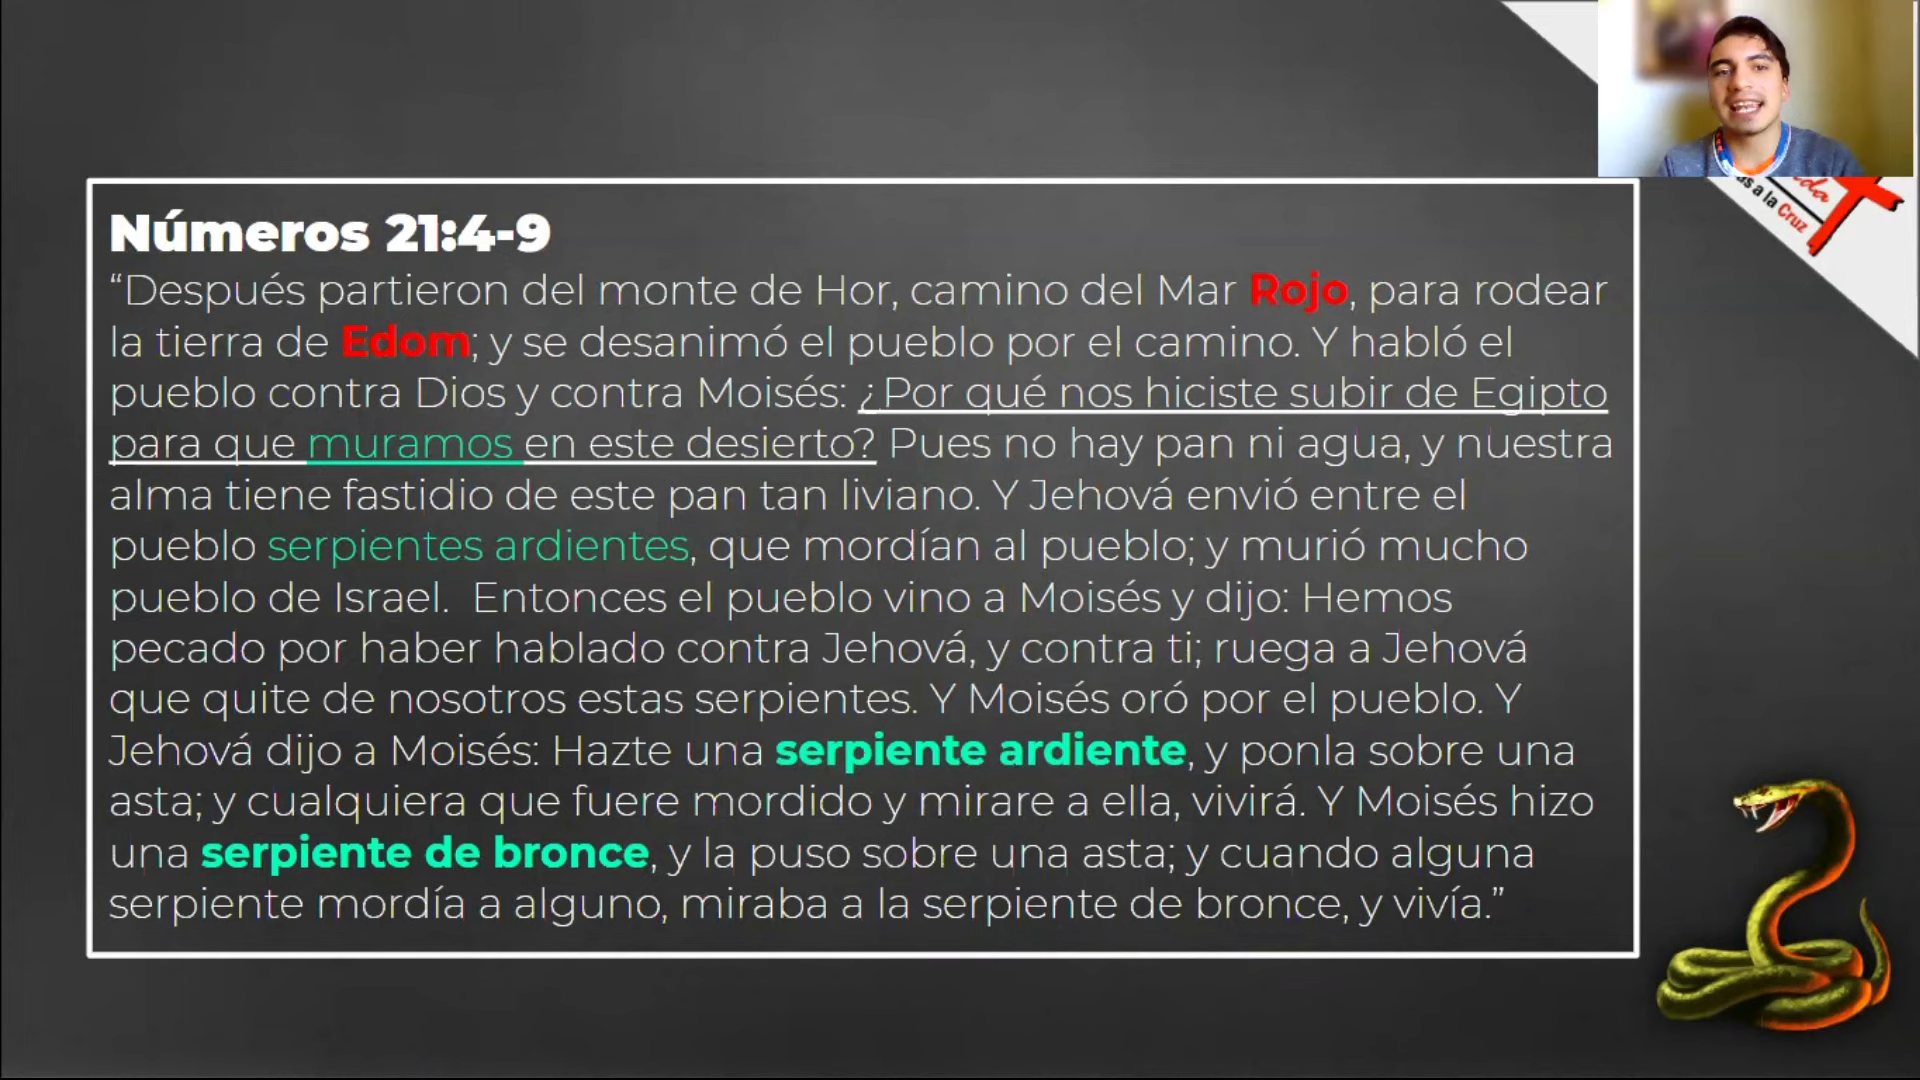 Números 21:4-9
“Después partieron del monte de Hor, camino del Mar Rojo, para rodear
la tierra de Edom; y se desanimó el pueblo por el camino. Y habló el
pueblo contra Dios y contra Moisés: ¿Por qué nos hiciste subir de Egipto
para que muramos en este desierto? Pues no hay pan ni agua, y nuestra
alma tiene fastidio de este pan tan liviano. Y Jehová envió entre el
pueblo serpientes ardientes, que mordían al pueblo; y murió mucho
pueblo de Israel.  Entonces el pueblo vino a Moisés y dijo: Hemos
pecado por haber hablado contra Jehová, y contra ti; ruega a Jehová
que quite de nosotros estas serpientes. Y Moisés oró por el pueblo. Y
Jehová dijo a Moisés: Hazte una serpiente ardiente, y ponla sobre una
asta; y cualquiera que fuere mordido y mirare a ella, vivirá. Y Moisés hizo
una serpiente de bronce, y la puso sobre una asta; y cuando alguna
serpiente mordía a alguno, miraba a la serpiente de bronce, y vivía.”
a la Cruz